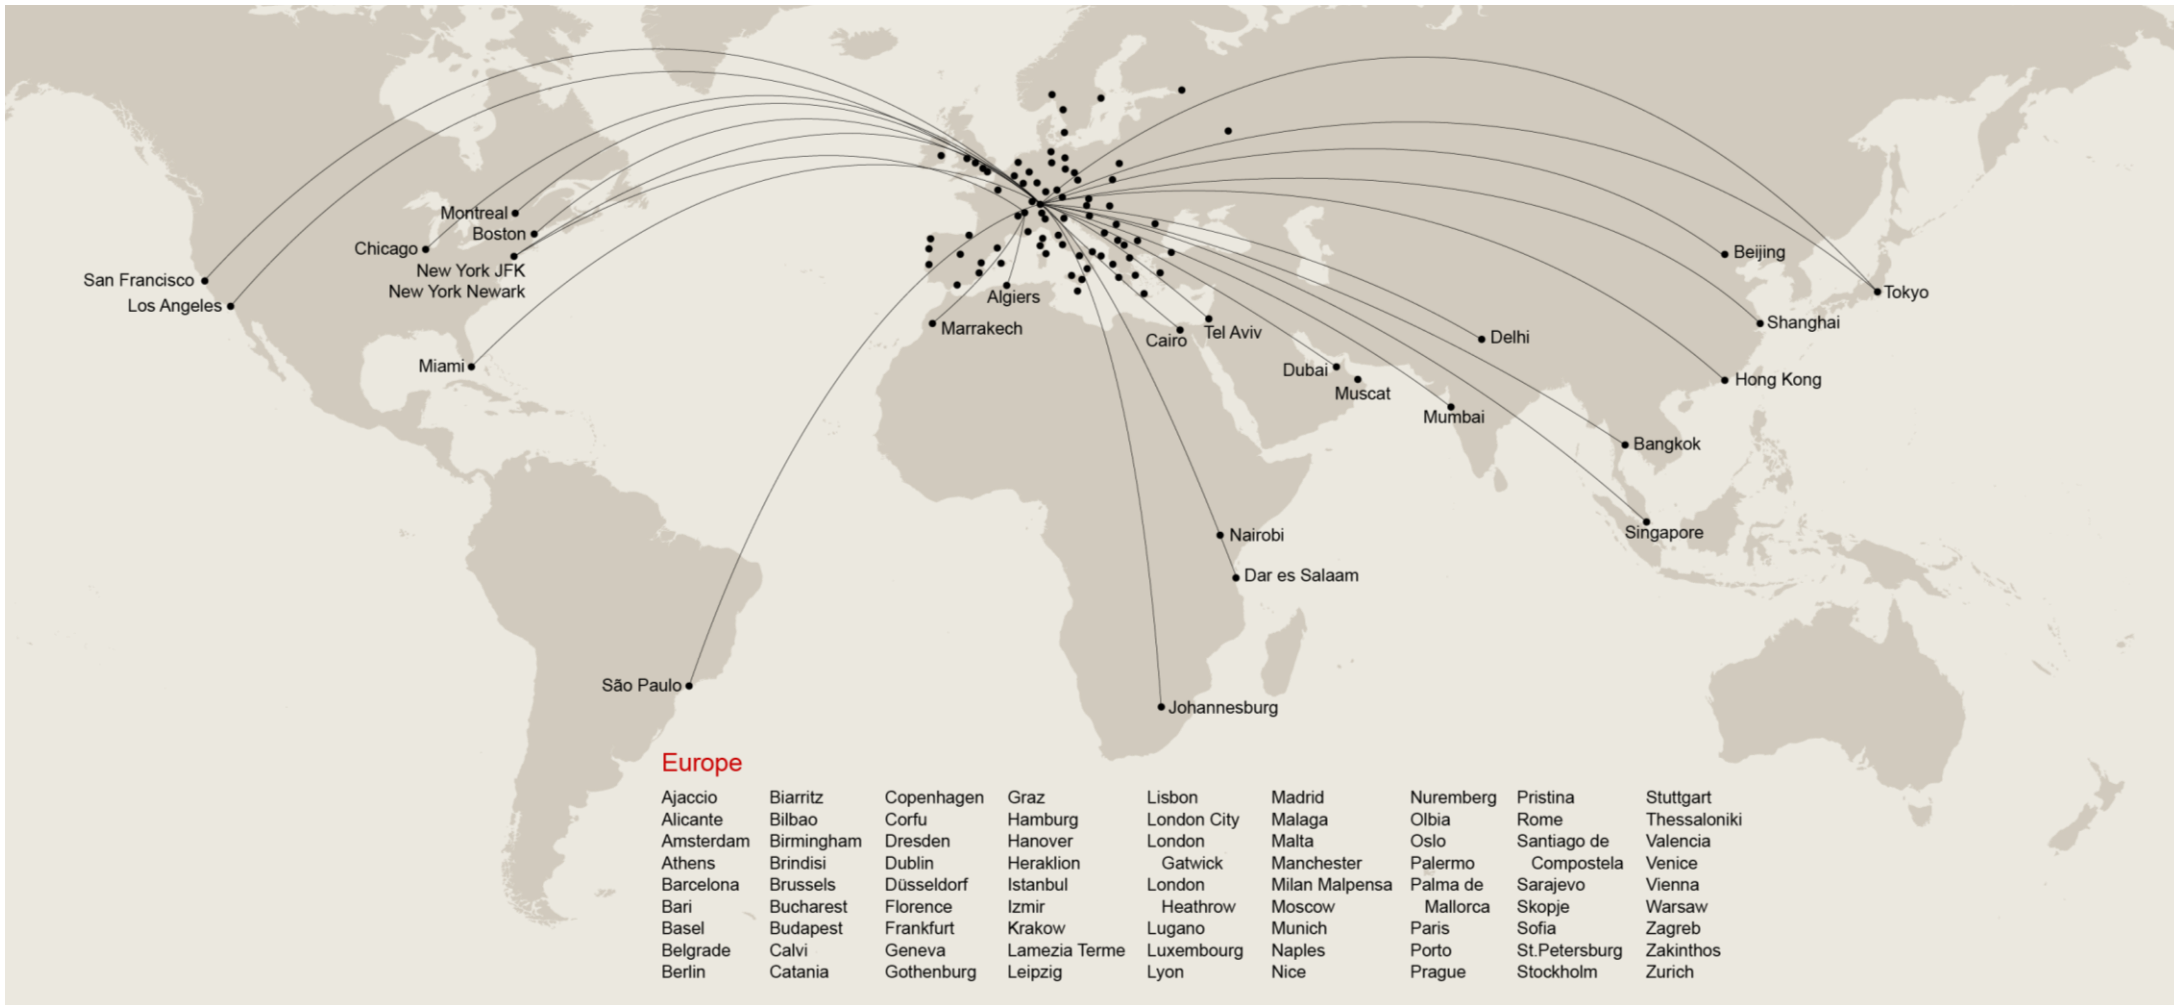 Montreal
Boston
Chicago
New York JFK
New York Newark
San Francisco
Los Angeles
Miami
Algiers
Marrakech
Cairo
Tel Aviv
Dubai
Muscat
Delhi
Mumbai
Beijing
Tokyo
Shanghai
Hong Kong
Bangkok
Singapore
Nairobi
Dar es Salaam
São Paulo
Johannesburg
Europe
Ajaccio
Alicante
Amsterdam
Athens
Barcelona
Bari
Basel
Belgrade
Berlin
Biarritz
Bilbao
Birmingham
Brindisi
Brussels
Bucharest
Budapest
Calvi
Catania
Copenhagen
Corfu
Dresden
Dublin
Düsseldorf
Florence
Frankfurt
Geneva
Gothenburg
Graz
Hamburg
Hanover
Heraklion
Istanbul
Izmir
Krakow
Lamezia Terme
Leipzig
Lisbon
London City
London
Gatwick
London
Heathrow
Lugano
Luxembourg
Lyon
Madrid
Malaga
Malta
Manchester
Milan Malpensa
Moscow
Munich
Naples
Nice
Nuremberg
Olbia
Oslo
Palermo
Palma de
Mallorca
Paris
Porto
Prague
Pristina
Rome
Santiago de
Compostela
Sarajevo
Skopje
Sofia
St.Petersburg
Stockholm
Stuttgart
Thessaloniki
Valencia
Venice
Vienna
Warsaw
Zagreb
Zakinthos
Zurich